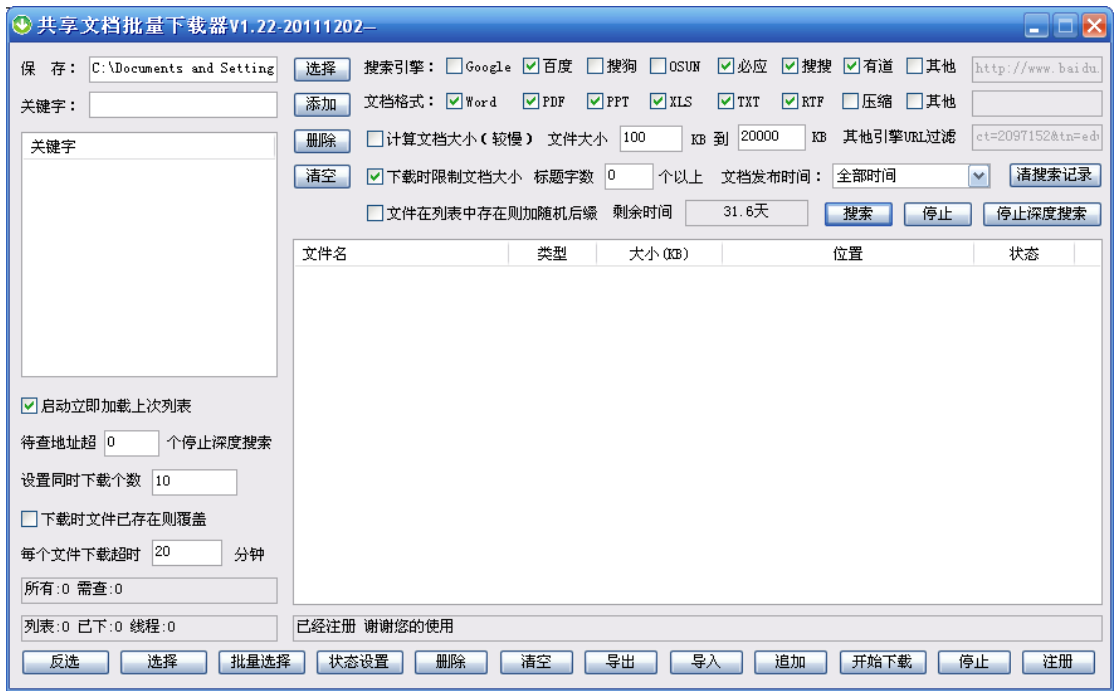 共享文档批量下载器V1.22-20111202--
保 存： C:\Documents and Setting 选择 搜索引擎： Google 百度 搜狗 OSUN 必应 搜搜 有道 其他 http://www.baidu.
关键字： 添加 文档格式： Word PDF PPT XLS TXT RTF 压缩 其他
关键字 删除 计算文档大小(较慢) 文件大小 100 KB 到 20000 KB 其他引擎URL过滤 ct=2097152&tn=edu
清空 下载时限制文档大小 标题字数 0 个以上 文档发布时间： 全部时间 清搜索记录
文件在列表中存在则加随机后缀 剩余时间 31.6天 搜索 停止 停止深度搜索
文件名 类型 大小(KB) 位置 状态
启动立即加载上次列表
待查地址超 0 个停止深度搜索
设置同时下载个数 10
下载时文件已存在则覆盖
每个文件下载超时 20 分钟
所有:0 需查:0
列表:0 已下:0 线程:0 已经注册 谢谢您的使用
反选 选择 批量选择 状态设置 删除 清空 导出 导入 追加 开始下载 停止 注册